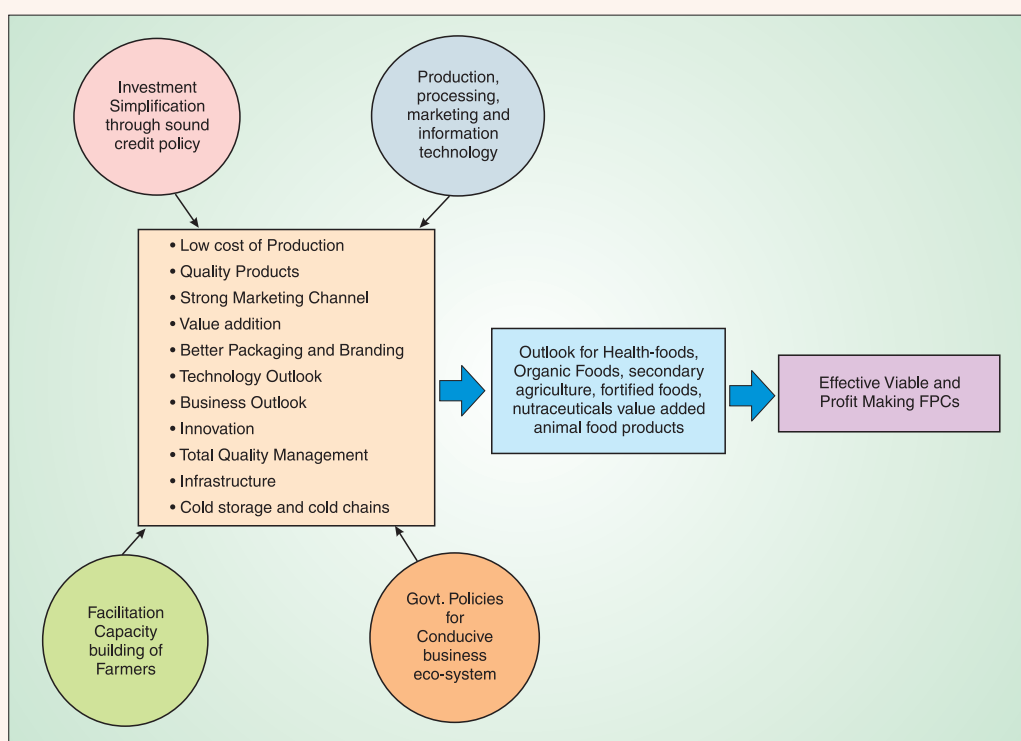 Investment
Simplification
through sound
credit policy
Production,
processing,
marketing and
information
technology
• Low cost of Production
• Quality Products
• Strong Marketing Channel
• Value addition
• Better Packaging and Branding
• Technology Outlook
• Business Outlook
• Innovation
• Total Quality Management
• Infrastructure
• Cold storage and cold chains
Outlook for Health-foods,
Organic Foods, secondary
agriculture, fortified foods,
nutraceuticals value added
animal food products
Effective Viable and
Profit Making FPCs
Facilitation
Capacity
building of
Farmers
Govt. Policies
for
Conducive
business
eco-system